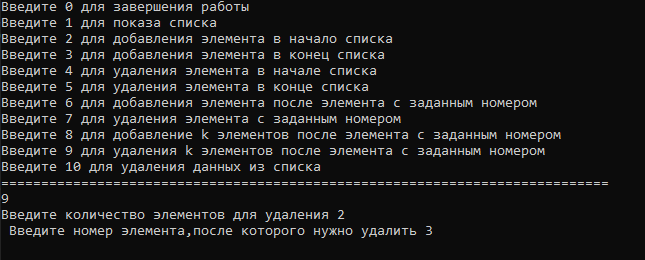 Введите 0 для завершения работы
Введите 1 для показа списка
Введите 2 для добавления элемента в начало списка
Введите 3 для добавления элемента в конец списка
Введите 4 для удаления элемента в начале списка
Введите 5 для удаления элемента в конце списка
Введите 6 для добавления элемента после элемента с заданным номером
Введите 7 для удаления элемента с заданным номером
Введите 8 для добавление k элементов после элемента с заданным номером
Введите 9 для удаления k элементов после элемента с заданным номером
Введите 10 для удаления данных из списка
============================================================================
9
Введите количество элементов для удаления 2
Введите номер элемента,после которого нужно удалить 3